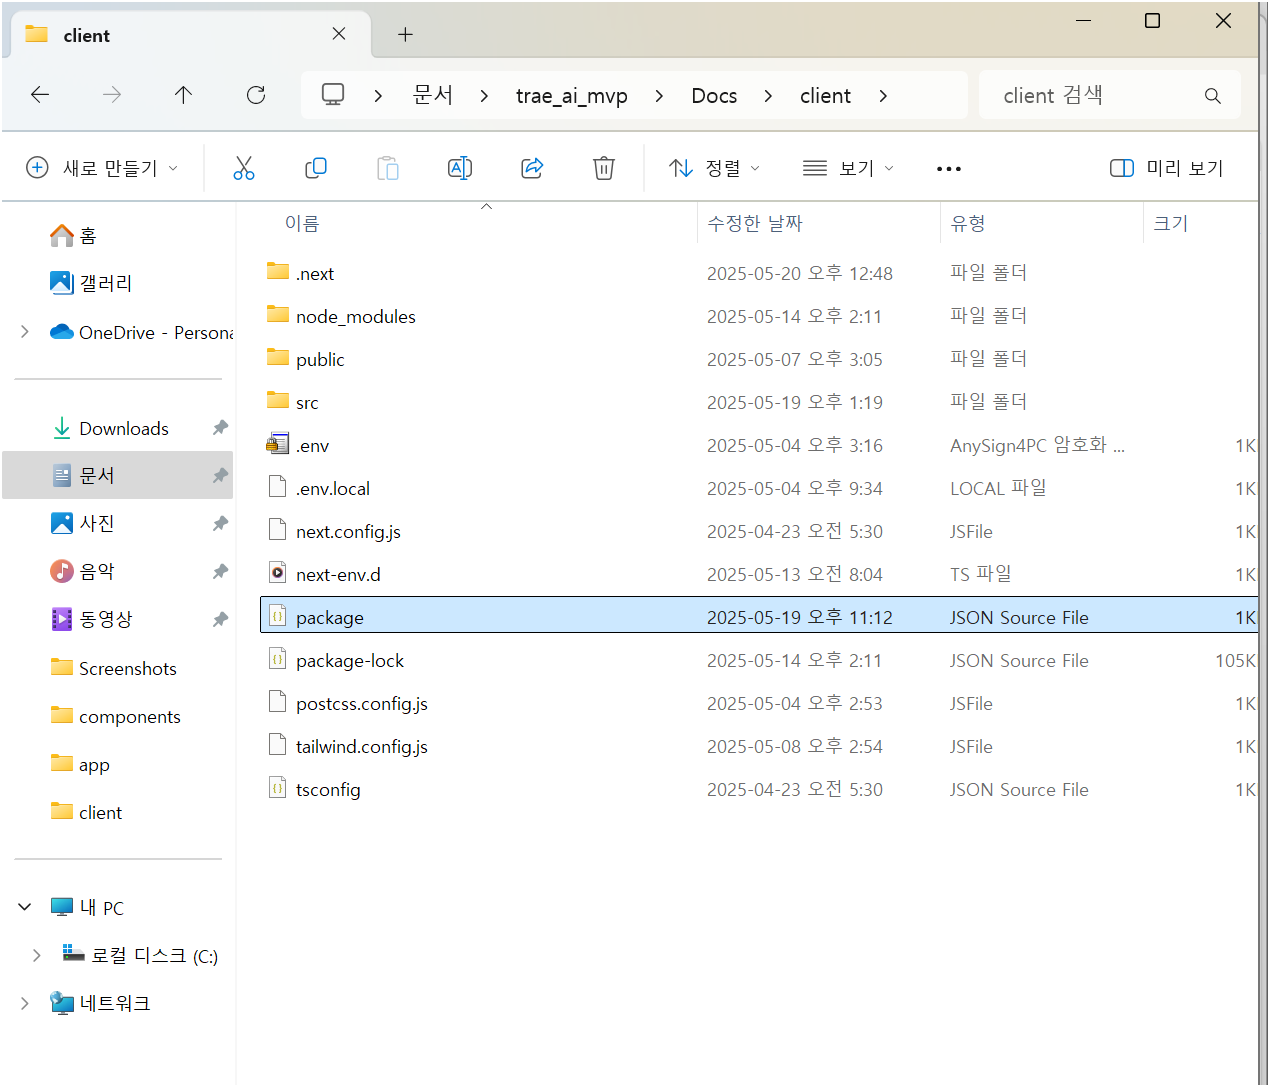 client
문서 trae_ai_mvp Docs client
client 검색
새로 만들기 정렬 보기 미리 보기
이름 수정한 날짜 유형 크기
홈
갤러리
OneDrive - Persona
Downloads
문서
사진
음악
동영상
Screenshots
components
app
client
내 PC
로컬 디스크 (C:)
네트워크
.next 2025-05-20 오후 12:48 파일 폴더
node_modules 2025-05-14 오후 2:11 파일 폴더
public 2025-05-07 오후 3:05 파일 폴더
src 2025-05-19 오후 1:19 파일 폴더
.env 2025-05-04 오후 3:16 AnySign4PC 암호화 ... 1K
.env.local 2025-05-04 오후 9:34 LOCAL 파일 1K
next.config.js 2025-04-23 오전 5:30 JSFile 1K
next-env.d 2025-05-13 오전 8:04 TS 파일 1K
package 2025-05-19 오후 11:12 JSON Source File 1K
package-lock 2025-05-14 오후 2:11 JSON Source File 105K
postcss.config.js 2025-05-04 오후 2:53 JSFile 1K
tailwind.config.js 2025-05-08 오후 2:54 JSFile 1K
tsconfig 2025-04-23 오전 5:30 JSON Source File 1K